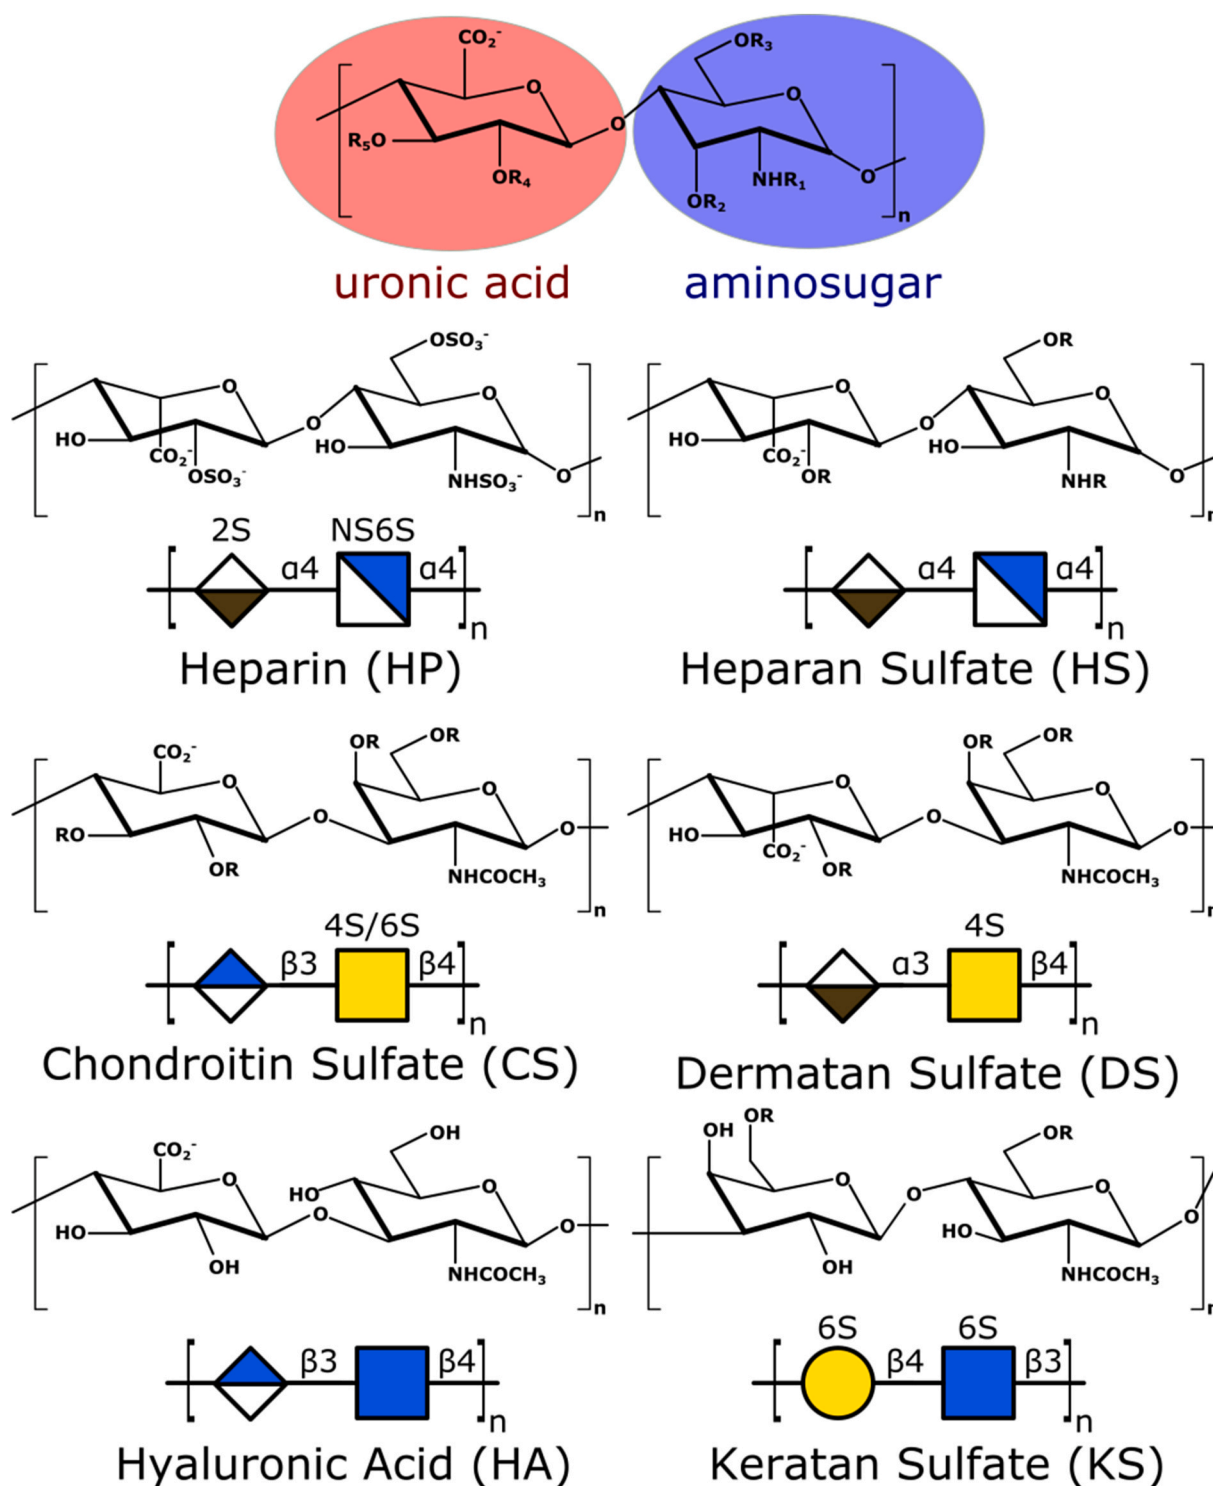 CO₂⁻
OR₃
O
O
R₅O
O
OR₄
NHR₁
O
OR₂
n
uronic acid
aminosugar
OSO₃⁻
O
O
O
HO
HO
CO₂⁻
OSO₃⁻
NHSO₃⁻
O
n
OR
O
O
O
HO
HO
CO₂⁻
OR
NHR
O
n
2S
NS6S
α4
α4
n
α4
α4
n
Heparin (HP)
Heparan Sulfate (HS)
CO₂⁻
OR
OR
O
O
RO
O
O
OR
NHCOCH₃
n
OR
OR
O
O
HO
O
O
CO₂⁻
OR
NHCOCH₃
n
4S/6S
β3
β4
n
4S
α3
β4
n
Chondroitin Sulfate (CS)
Dermatan Sulfate (DS)
CO₂⁻
OH
O
HO
O
HO
O
O
OH
NHCOCH₃
n
OH
OR
OR
O
O
O
O
HO
OH
NHCOCH₃
n
β3
β4
n
6S
6S
β4
β3
n
Hyaluronic Acid (HA)
Keratan Sulfate (KS)